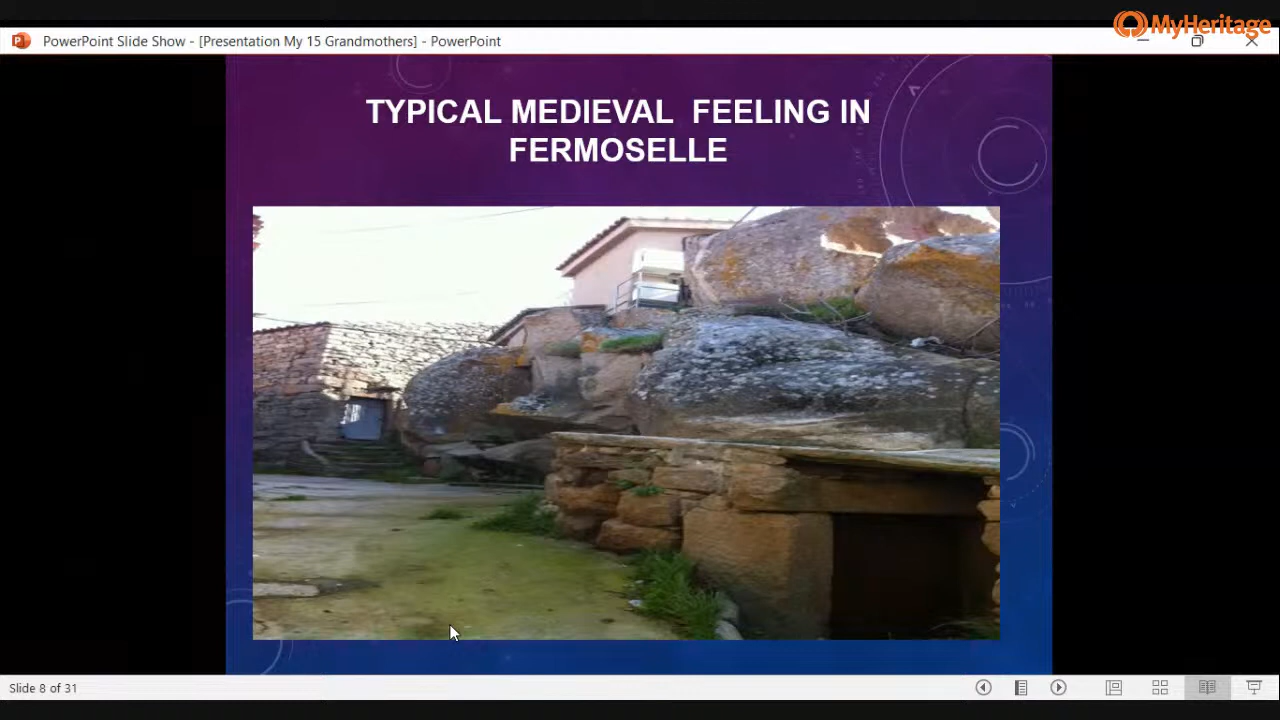 MyHeritage
PowerPoint Slide Show - [Presentation My 15 Grandmothers] - PowerPoint
TYPICAL MEDIEVAL FEELING IN
FERMOSELLE
Slide 8 of 31